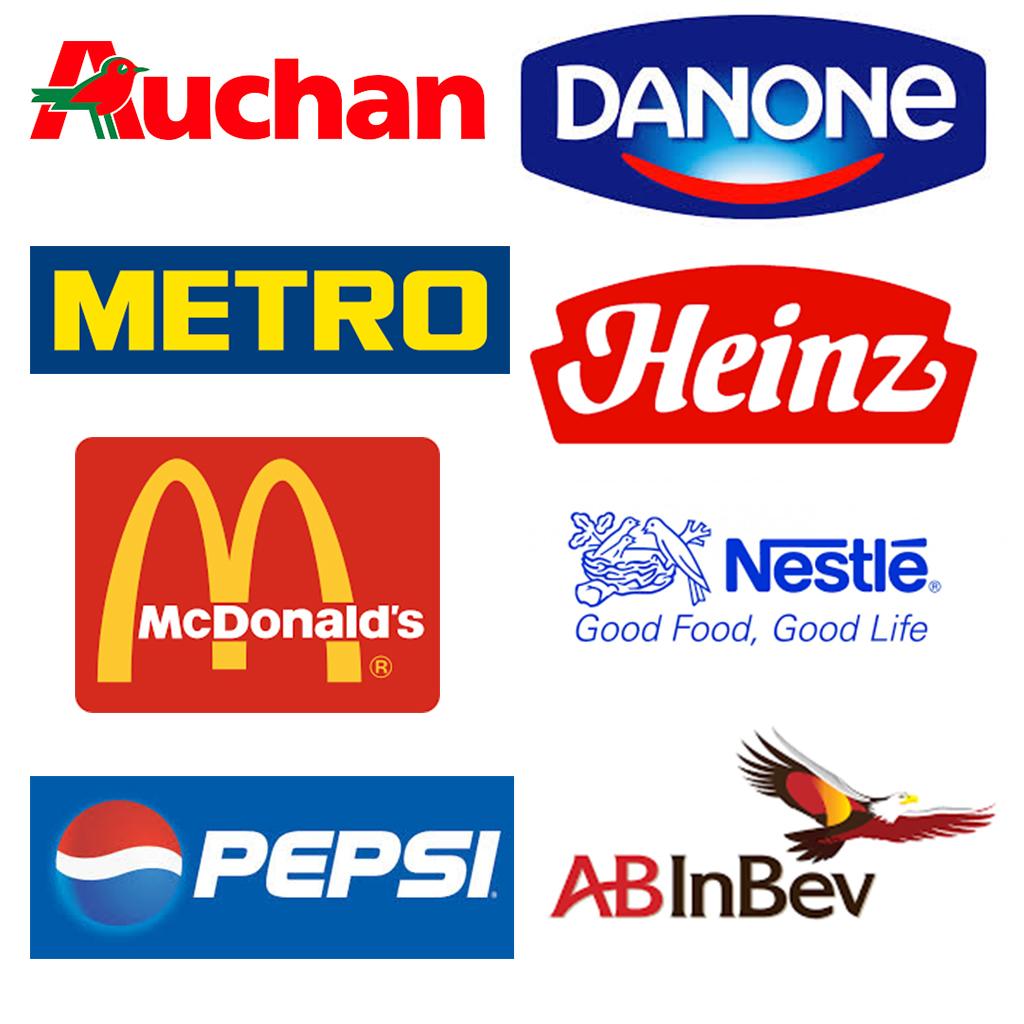 Auchan
DANONe
METRO
Heinz
McDonald's
®
Nestlé®
Good Food, Good Life
PEPSI
ABInBev